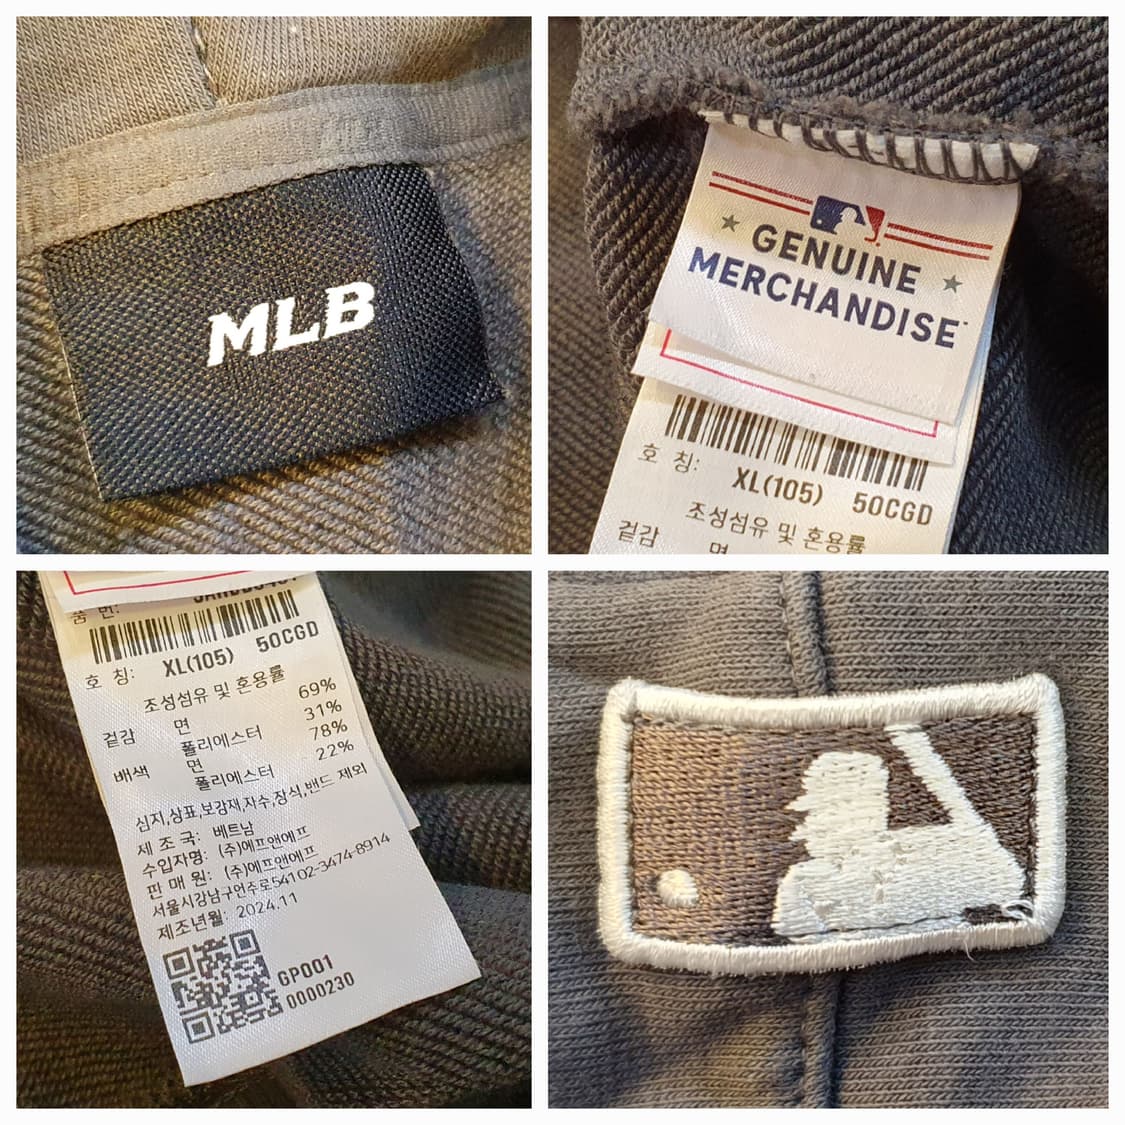 MLB
GENUINE
MERCHANDISE™
호 칭: XL(105) 50CGD
조성섬유 및 혼용률
겉감 면
품 번:
호 칭: XL(105) 50CGD
조성섬유 및 혼용률
겉감 면 69%
폴리에스터 31%
배색 면 78%
폴리에스터 22%
심지,상표,보강재,자수,장식,밴드 제외
제 조 국: 베트남
수입자명: (주)에프앤에프
판 매 원: (주)에프앤에프
서울시강남구언주로541 02-3474-8914
제조년월: 2024.11
GP001
0000230